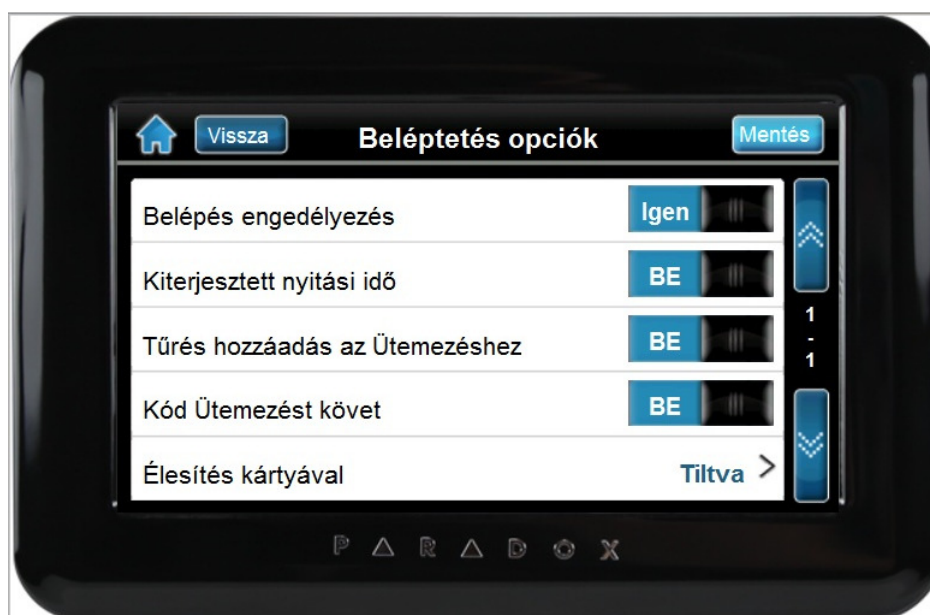 Vissza
Beléptetés opciók
Mentés
Belépés engedélyezés Igen
Kiterjesztett nyitási idő BE
Tűrés hozzáadás az Ütemezéshez BE
Kód Ütemezést követ BE
Élesítés kártyával Tiltva >
1
-
1
PARADOX